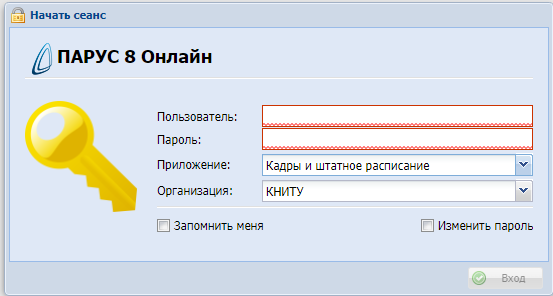 Начать сеанс
ПАРУС 8 Онлайн
Пользователь:
Пароль:
Приложение: Кадры и штатное расписание
Организация: КНИТУ
Запомнить меня Изменить пароль
Вход